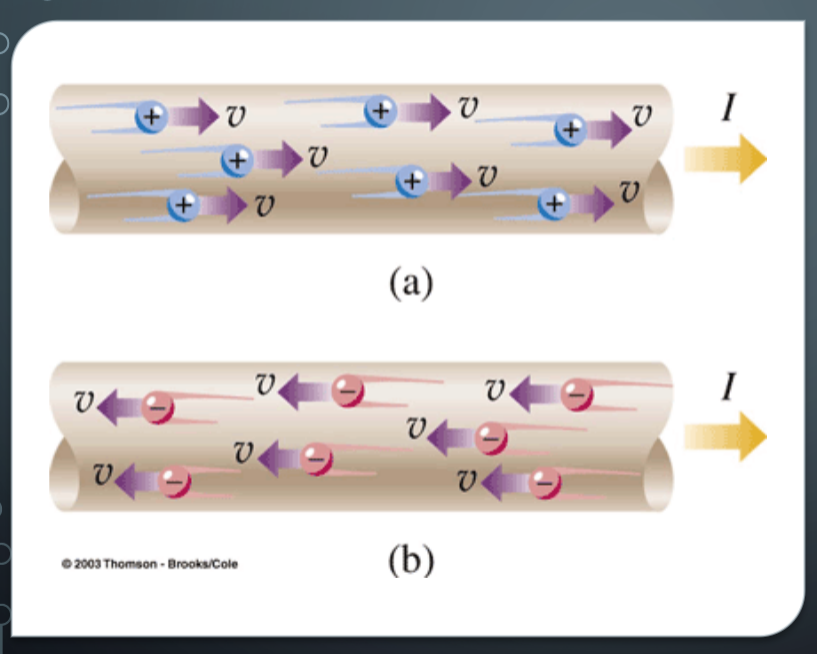 + v + v + v I
+ v + v
+ v + v
(a)
v − v − v − I
v −
v − v − v −
(b)
© 2003 Thomson - Brooks/Cole